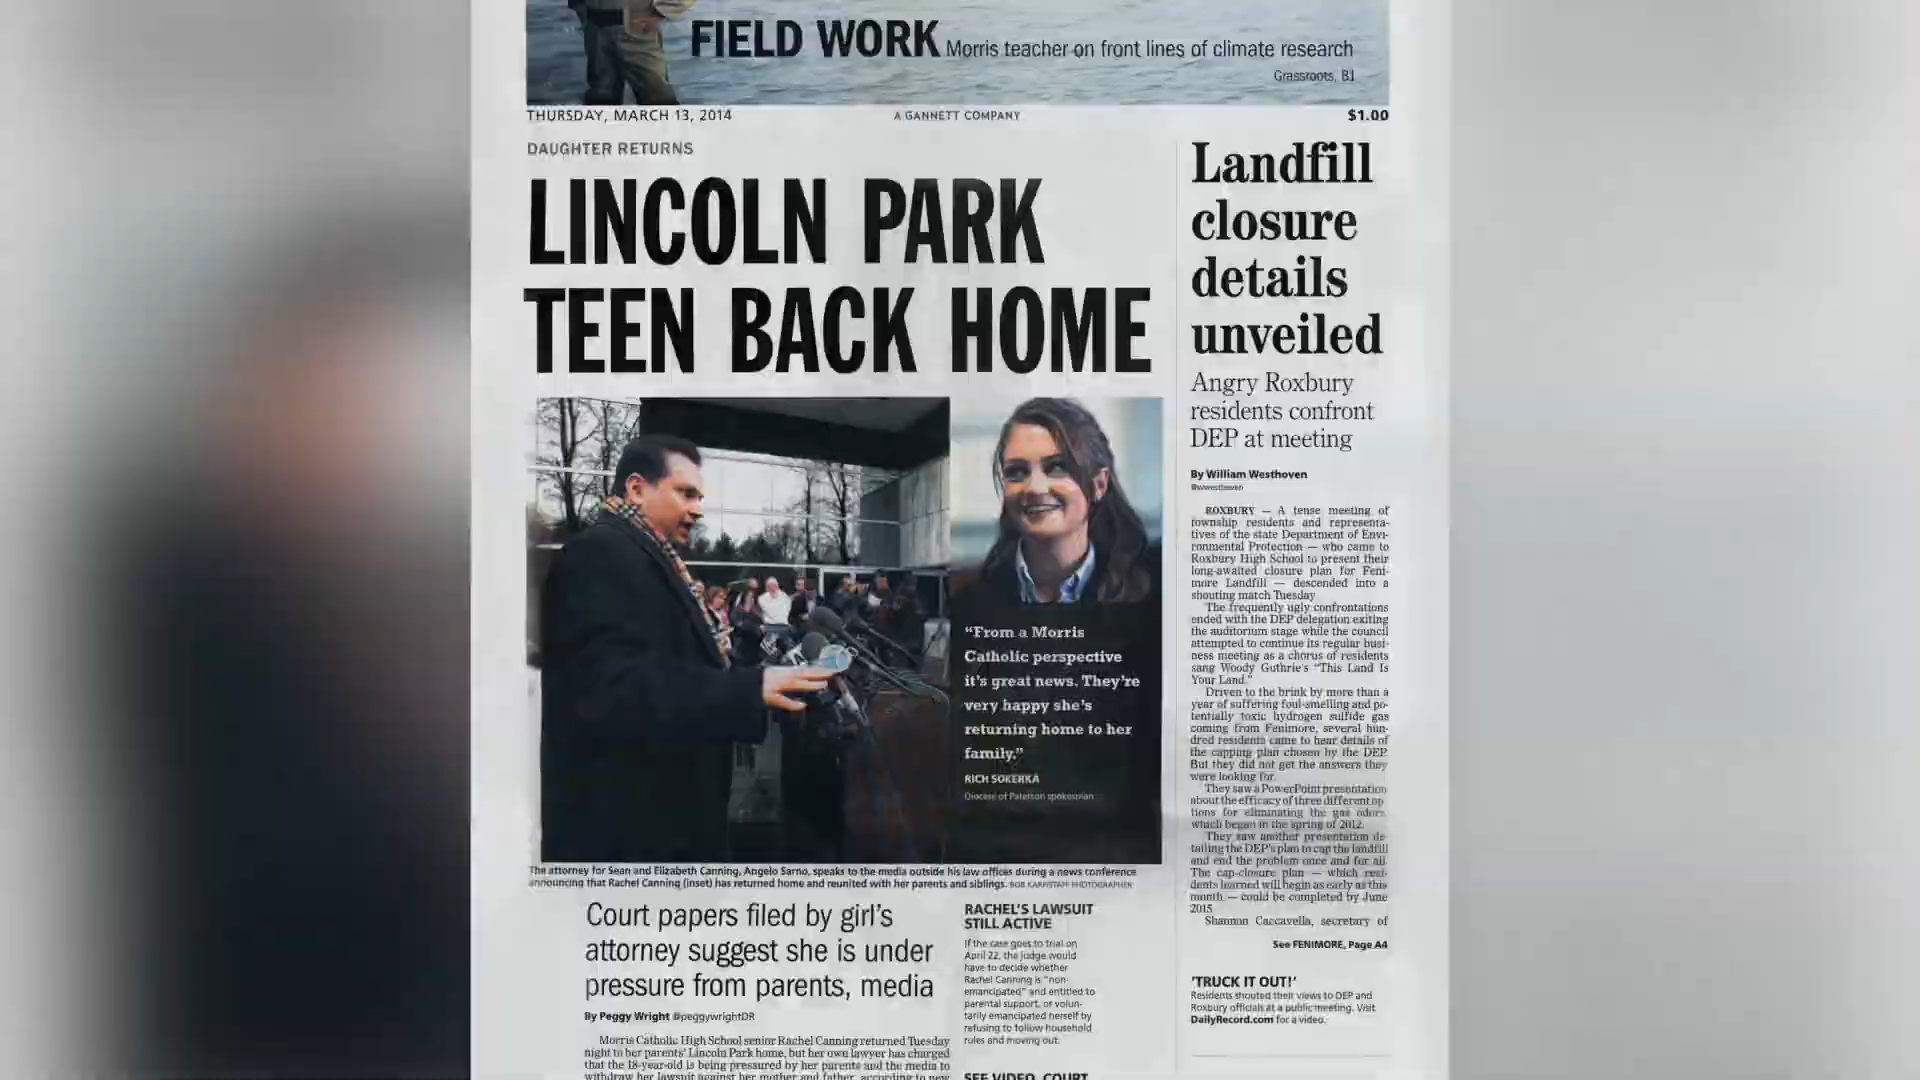 FIELD WORK Morris teacher on front lines of climate research
Grassroots, B1
THURSDAY, MARCH 13, 2014
A GANNETT COMPANY
$1.00
DAUGHTER RETURNS
LINCOLN PARK
TEEN BACK HOME
“From a Morris
Catholic perspective
it’s great news. They’re
very happy she’s
returning home to her
family.”
RICH SOKERKA
Diocese of Paterson spokesman
The attorney for Sean and Elizabeth Canning, Angelo Sarno, speaks to the media outside his law offices during a news conference
announcing that Rachel Canning (inset) has returned home and reunited with her parents and siblings.
Court papers filed by girl’s
attorney suggest she is under
pressure from parents, media
By Peggy Wright @peggywrightDR
Morris Catholic High School senior Rachel Canning returned Tuesday
night to her parents’ Lincoln Park home, but her own lawyer has charged
that the 18-year-old is being pressured by her parents and the media to
withdraw her lawsuit against her mother and father, according to new
RACHEL’S LAWSUIT
STILL ACTIVE
If the case goes to trial on
April 22, the judge would
have to decide whether
Rachel Canning is “non-
emancipated” and entitled to
parental support, or volun-
tarily emancipated herself by
refusing to follow household
rules and moving out.
SEE VIDEO, COURT
Landfill
closure
details
unveiled
Angry Roxbury
residents confront
DEP at meeting
By William Westhoven
@wwesthoven
ROXBURY — A tense meeting of
township residents and representa-
tives of the state Department of Envi-
ronmental Protection — who came to
Roxbury High School to present their
long-awaited closure plan for Feni-
more Landfill — descended into a
shouting match Tuesday
The frequently ugly confrontations
ended with the DEP delegation exiting
the auditorium stage while the council
attempted to continue its regular busi-
ness meeting as a chorus of residents
sang Woody Guthrie’s “This Land Is
Your Land.”
Driven to the brink by more than a
year of suffering foul-smelling and po-
tentially toxic hydrogen sulfide gas
coming from Fenimore, several hun-
dred residents came to hear details of
the capping plan chosen by the DEP
But they did not get the answers they
were looking for.
They saw a PowerPoint presentation
about the efficacy of three different op
tions for eliminating the gas odors
which began in the spring of 2012.
They saw another presentation de-
tailing the DEP’s plan to cap the landfill
and end the problem once and for all
The cap-closure plan — which resi-
dents learned will begin as early as this
month — could be completed by June
2015
Shannon Caccavella, secretary of
See FENIMORE, Page A4
‘TRUCK IT OUT!’
Residents shouted their views to DEP and
Roxbury officials at a public meeting. Visit
DailyRecord.com for a video.